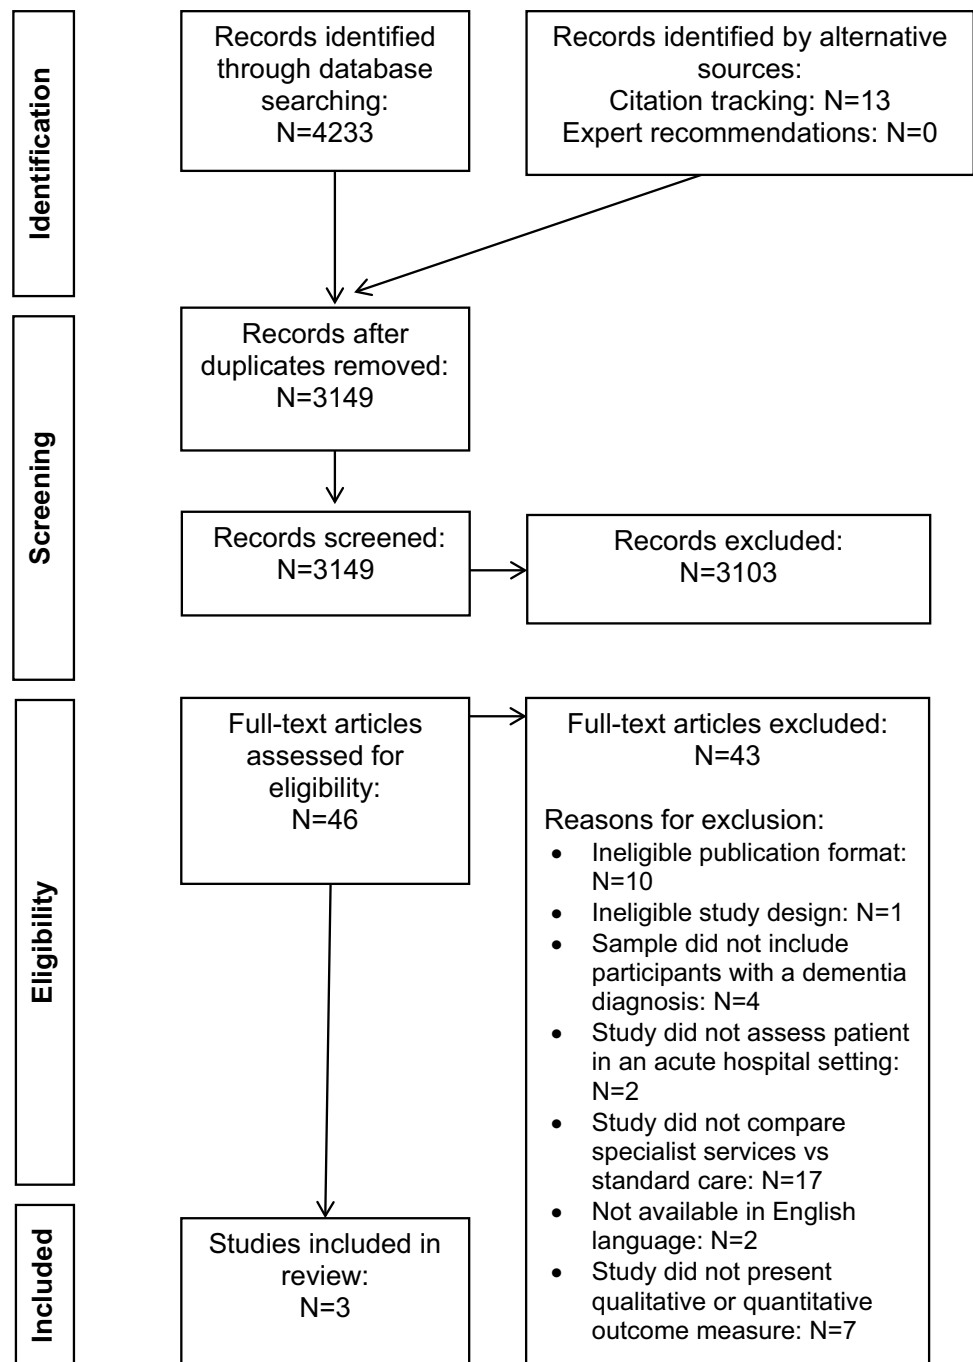 Identification
Records identified
through database
searching:
N=4233
Records identified by alternative
sources:
Citation tracking: N=13
Expert recommendations: N=0
Screening
Records after
duplicates removed:
N=3149
Records screened:
N=3149
Records excluded:
N=3103
Eligibility
Full-text articles
assessed for
eligibility:
N=46
Full-text articles excluded:
N=43
Reasons for exclusion:
• Ineligible publication format:
N=10
• Ineligible study design: N=1
• Sample did not include
participants with a dementia
diagnosis: N=4
• Study did not assess patient
in an acute hospital setting:
N=2
• Study did not compare
specialist services vs
standard care: N=17
• Not available in English
language: N=2
• Study did not present
qualitative or quantitative
outcome measure: N=7
Included
Studies included in
review:
N=3